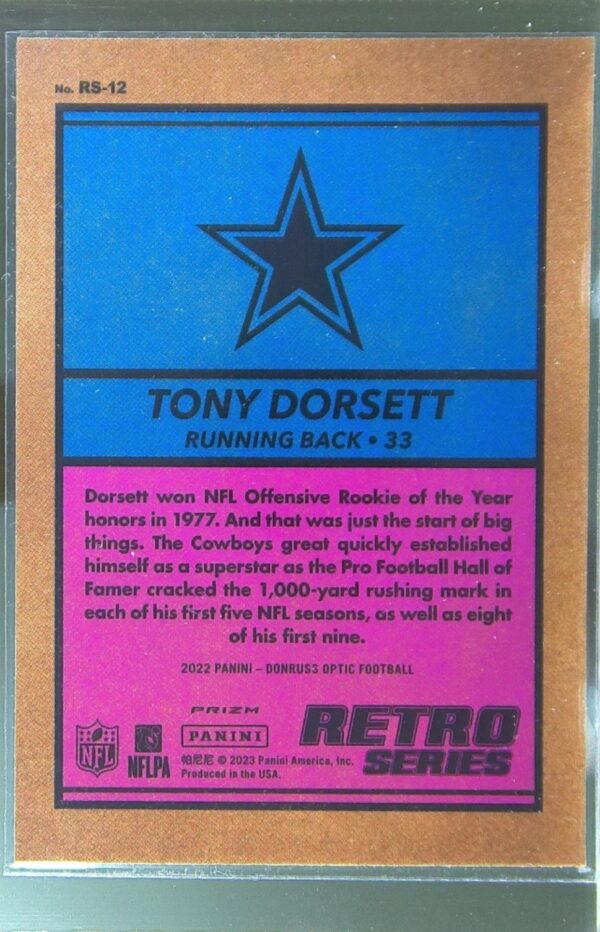 No. RS-12
TONY DORSETT
RUNNING BACK • 33
Dorsett won NFL Offensive Rookie of the Year
honors in 1977. And that was just the start of big
things. The Cowboys great quickly established
himself as a superstar as the Pro Football Hall of
Famer cracked the 1,000-yard rushing mark in
each of his first five NFL seasons, as well as eight
of his first nine.
2022 PANINI – DONRUSS OPTIC FOOTBALL
PRIZM
PANINI
RETRO
SERIES
NFL
NFLPA
帕尼尼 © 2023 Panini America, Inc.
Produced in the USA.